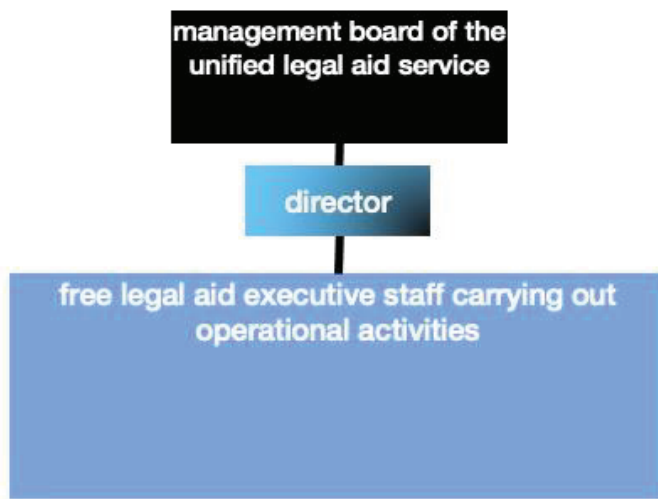 management board of the
unified legal aid service
director
free legal aid executive staff carrying out
operational activities